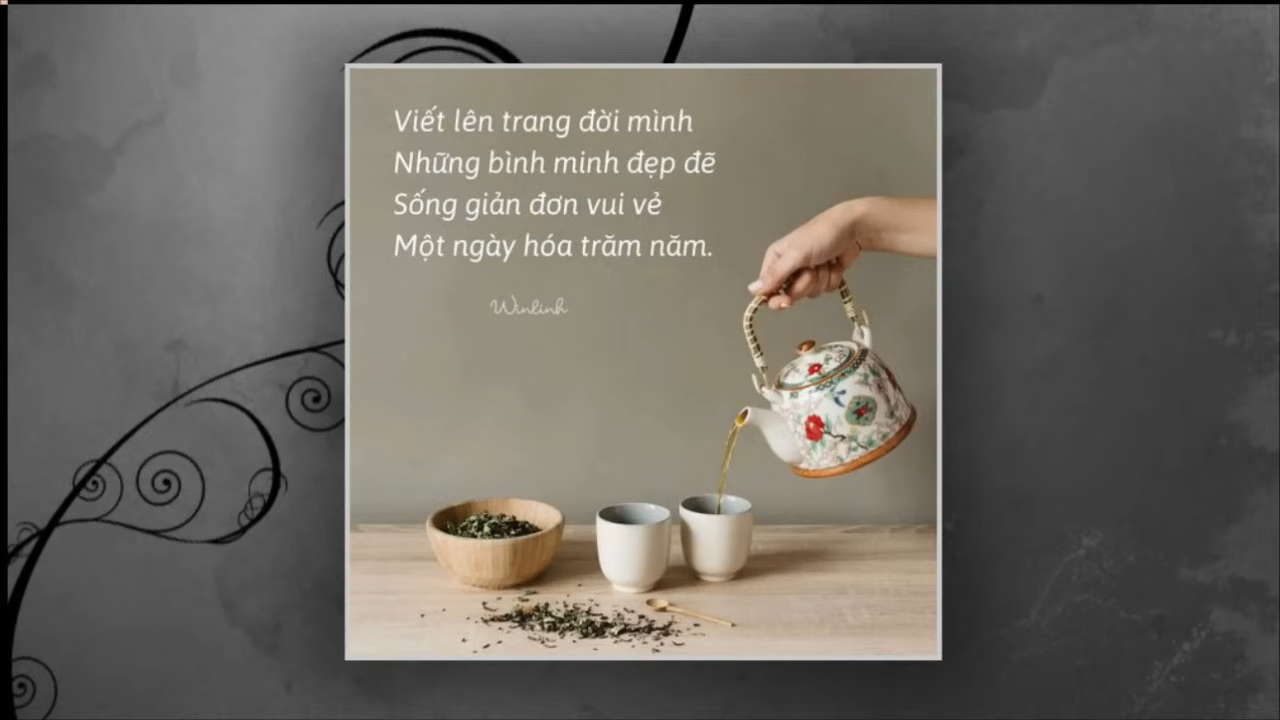 Viết lên trang đời mình
Những bình minh đẹp đẽ
Sống giản đơn vui vẻ
Một ngày hóa trăm năm.
Winlinh